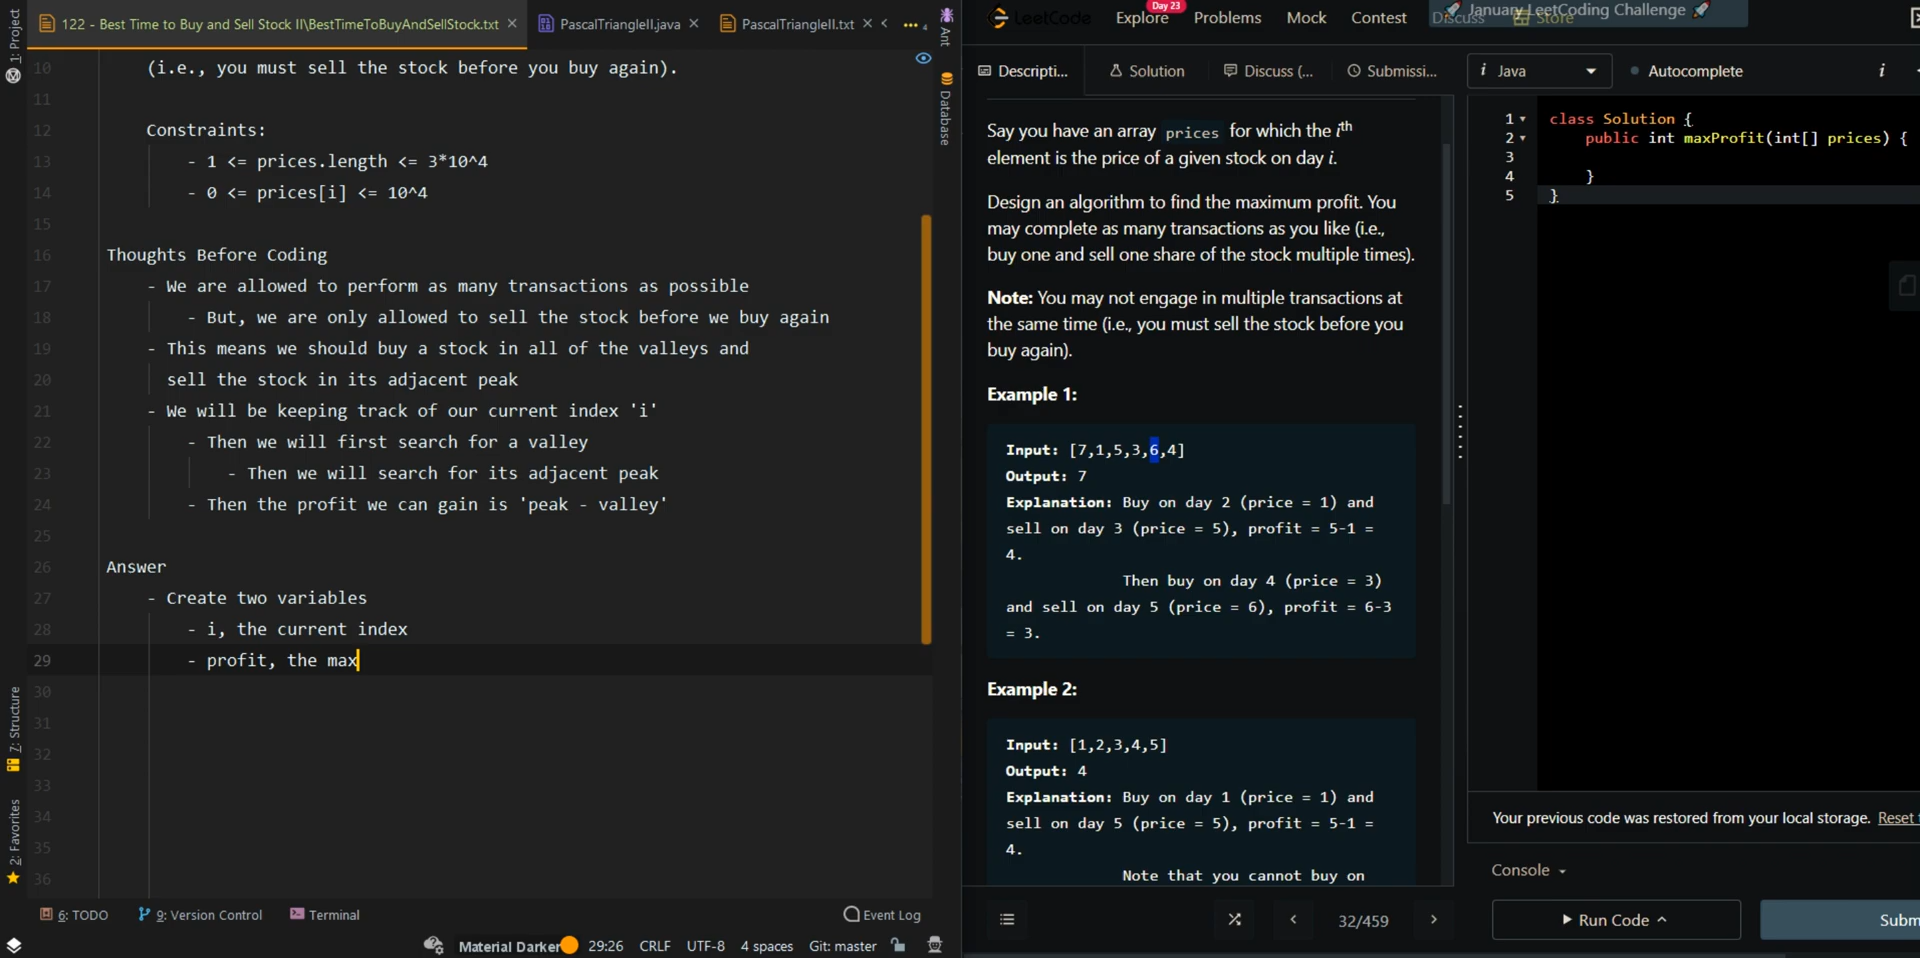 1: Project
122 - Best Time to Buy and Sell Stock II\BestTimeToBuyAndSellStock.txt
PascalTriangleII.java
PascalTriangleII.txt
4
Ant
Database
10 (i.e., you must sell the stock before you buy again).
11
12 Constraints:
13 - 1 <= prices.length <= 3*10^4
14 - 0 <= prices[i] <= 10^4
15
16 Thoughts Before Coding
17 - We are allowed to perform as many transactions as possible
18 - But, we are only allowed to sell the stock before we buy again
19 - This means we should buy a stock in all of the valleys and
20 sell the stock in its adjacent peak
21 - We will be keeping track of our current index 'i'
22 - Then we will first search for a valley
23 - Then we will search for its adjacent peak
24 - Then the profit we can gain is 'peak - valley'
25
26 Answer
27 - Create two variables
28 - i, the current index
29 - profit, the max
30
31
32
33
34
35
36
7: Structure
2: Favorites
6: TODO
9: Version Control
Terminal
Event Log
Material Darker
29:26
CRLF
UTF-8
4 spaces
Git: master
LeetCode
Explore
Day 23
Problems
Mock
Contest
Discuss
Store
January LeetCoding Challenge
Descripti...
Solution
Discuss (...
Submissi...
i Java
Autocomplete
i
Say you have an array prices for which the ith
element is the price of a given stock on day i.
Design an algorithm to find the maximum profit. You
may complete as many transactions as you like (i.e.,
buy one and sell one share of the stock multiple times).
Note: You may not engage in multiple transactions at
the same time (i.e., you must sell the stock before you
buy again).
Example 1:
Input: [7,1,5,3,6,4]
Output: 7
Explanation: Buy on day 2 (price = 1) and
sell on day 3 (price = 5), profit = 5-1 =
4.
Then buy on day 4 (price = 3)
and sell on day 5 (price = 6), profit = 6-3
= 3.
Example 2:
Input: [1,2,3,4,5]
Output: 4
Explanation: Buy on day 1 (price = 1) and
sell on day 5 (price = 5), profit = 5-1 =
4.
Note that you cannot buy on
32/459
1 class Solution {
2 public int maxProfit(int[] prices) {
3
4 }
5 }
Your previous code was restored from your local storage. Reset t
Console
Run Code
Subm